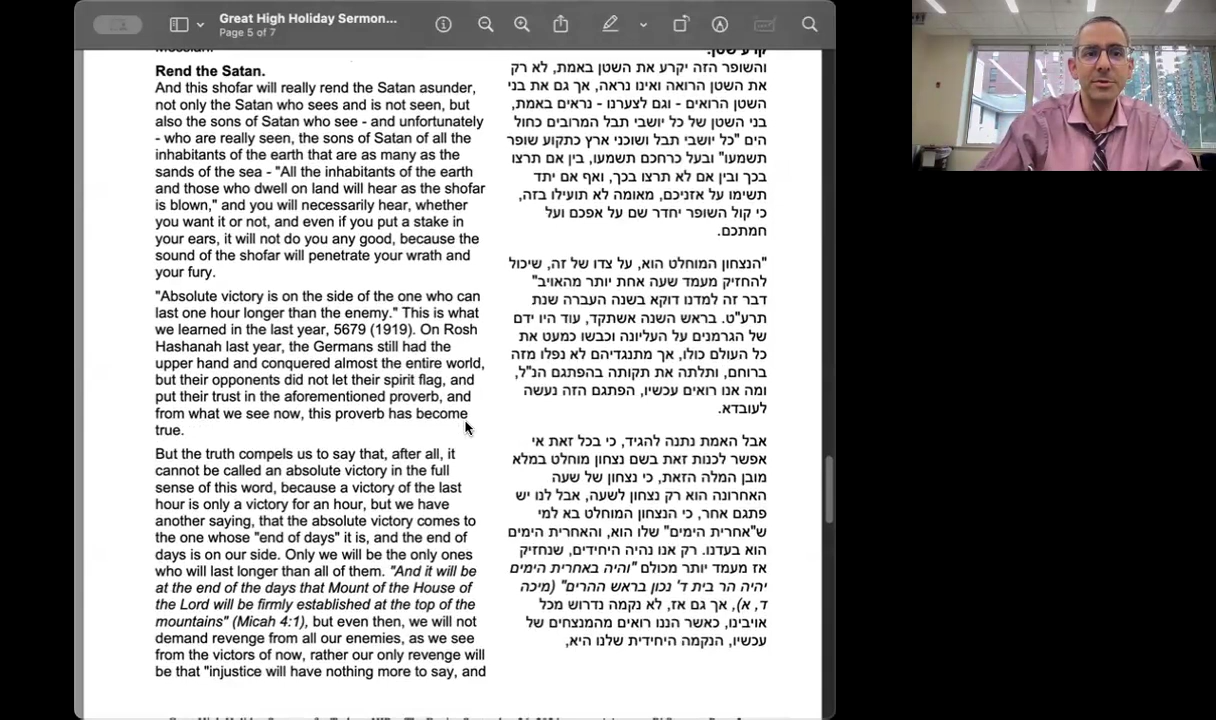 Great High Holiday Sermon...
Page 5 of 7
Messiah.
Rend the Satan.
And this shofar will really rend the Satan asunder,
not only the Satan who sees and is not seen, but
also the sons of Satan who see - and unfortunately
- who are really seen, the sons of Satan of all the
inhabitants of the earth that are as many as the
sands of the sea - "All the inhabitants of the earth
and those who dwell on land will hear as the shofar
is blown," and you will necessarily hear, whether
you want it or not, and even if you put a stake in
your ears, it will not do you any good, because the
sound of the shofar will penetrate your wrath and
your fury.
"Absolute victory is on the side of the one who can
last one hour longer than the enemy." This is what
we learned in the last year, 5679 (1919). On Rosh
Hashanah last year, the Germans still had the
upper hand and conquered almost the entire world,
but their opponents did not let their spirit flag, and
put their trust in the aforementioned proverb, and
from what we see now, this proverb has become
true.
But the truth compels us to say that, after all, it
cannot be called an absolute victory in the full
sense of this word, because a victory of the last
hour is only a victory for an hour, but we have
another saying, that the absolute victory comes to
the one whose "end of days" it is, and the end of
days is on our side. Only we will be the only ones
who will last longer than all of them. "And it will be
at the end of the days that Mount of the House of
the Lord will be firmly established at the top of the
mountains" (Micah 4:1), but even then, we will not
demand revenge from all our enemies, as we see
from the victors of now, rather our only revenge will
be that "injustice will have nothing more to say, and
קרע שטן.
והשופר הזה יקרע את השטן באמת, לא רק
את השטן הרואה ואינו נראה, אך גם את בני
השטן הרואים - וגם לצערנו - נראים באמת,
בני השטן של כל יושבי תבל המרובים כחול
הים "כל יושבי תבל ושוכני ארץ כתקוע שופר
תשמעו" ובעל כרחכם תשמעו, בין אם תרצו
בכך ובין אם לא תרצו בכך, ואף אם יתד
תשימו על אזניכם, מאומה לא תועילו בזה,
כי קול השופר יחדר שם על אפכם ועל
חמתכם.
"הנצחון המוחלט הוא, על צדו של זה, שיכול
להחזיק מעמד שעה אחת יותר מהאויב"
דבר זה למדנו דוקא בשנה העברה שנת
תרע"ט. בראש השנה אשתקד, עוד היו ידם
של הגרמנים על העליונה וכבשו כמעט את
כל העולם כולו, אך מתנגדיהם לא נפלו מזה
ברוחם, ותלתה את תקותה בהפתגם הנ"ל,
ומה אנו רואים עכשיו, הפתגם הזה נעשה
לעובדא.
אבל האמת נתנה להגיד, כי בכל זאת אי
אפשר לכנות זאת בשם נצחון מוחלט במלא
מובן המלה הזאת, כי נצחון של שעה
האחרונה הוא רק נצחון לשעה, אבל לנו יש
פתגם אחר, כי הנצחון המוחלט בא למי
ש"אחרית הימים" שלו הוא, והאחרית הימים
הוא בעדנו. רק אנו נהיה היחידים, שנחזיק
אז מעמד יותר מכולם "והיה באחרית הימים
יהיה הר בית ד' נכון בראש ההרים" (מיכה
ד, א), אך גם אז, לא נקמה נדרוש מכל
אויבינו, כאשר הננו רואים מהמנצחים של
עכשיו, הנקמה היחידית שלנו היא,